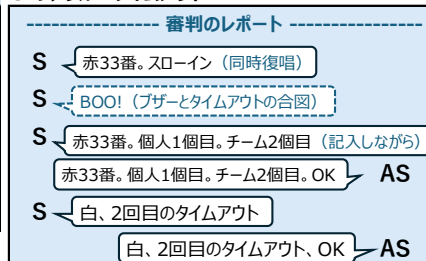 ---------------- 審判のレポート ----------------
S 赤33番。スローイン（同時復唱）
S BOO!（ブザーとタイムアウトの合図）
S 赤33番。個人1個目。チーム2個目（記入しながら）
赤33番。個人1個目。チーム2個目。OK AS
S 白、2回目のタイムアウト
白、2回目のタイムアウト、OK AS